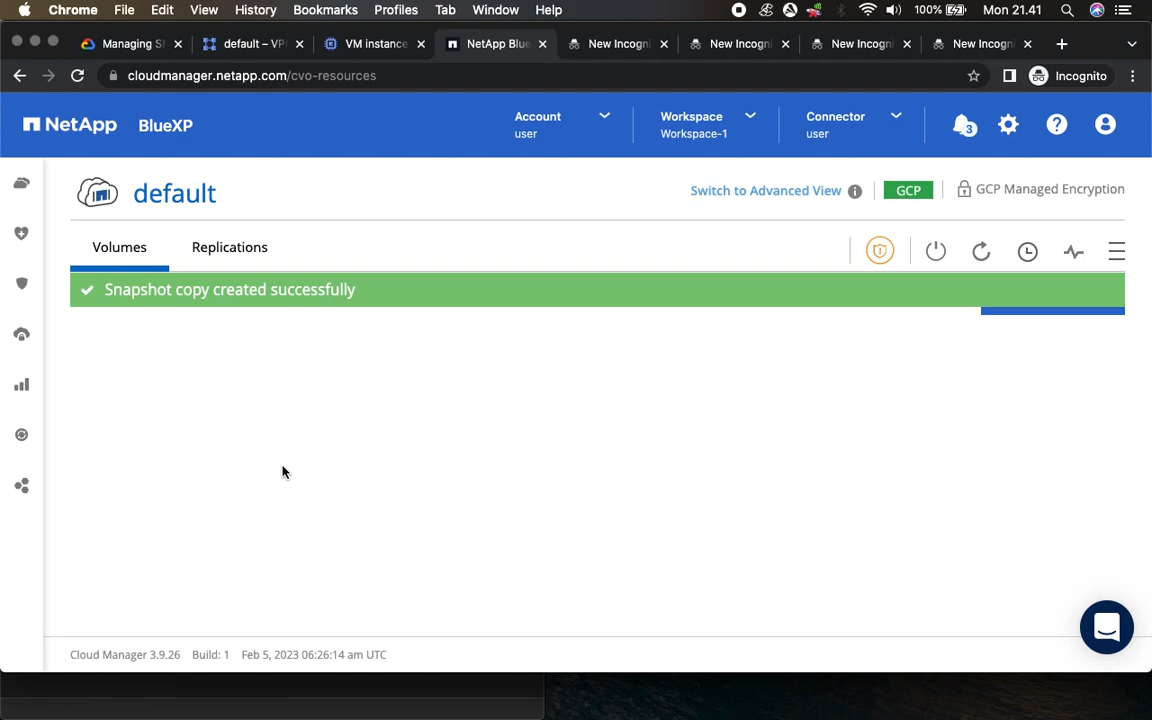 Chrome File Edit View History Bookmarks Profiles Tab Window Help 100% Mon 21.41
Managing S default – VP VM instance NetApp Blue New Incogni New Incogni New Incogni New Incogni
cloudmanager.netapp.com/cvo-resources Incognito
NetApp BlueXP
Account
user
Workspace
Workspace-1
Connector
user
3
default
Switch to Advanced View GCP GCP Managed Encryption
Volumes Replications
Snapshot copy created successfully
Cloud Manager 3.9.26 Build: 1 Feb 5, 2023 06:26:14 am UTC